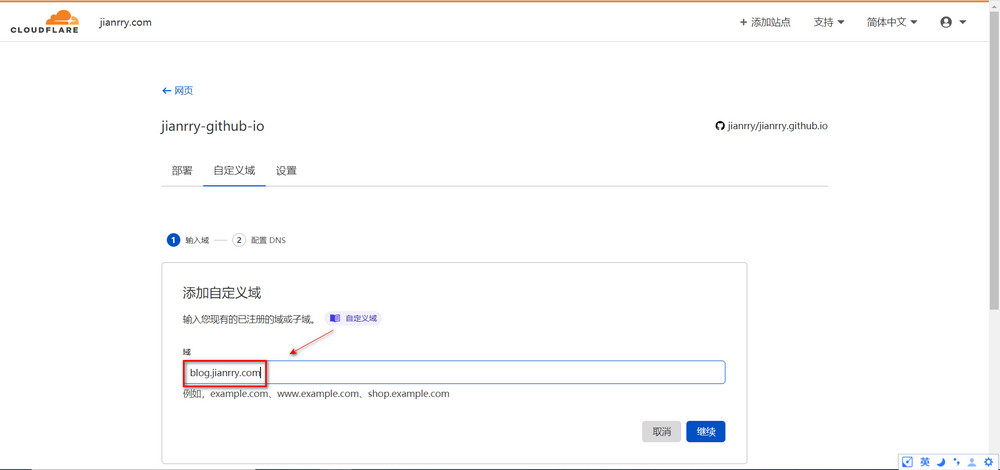 CLOUDFLARE jianrry.com + 添加站点 支持 简体中文
← 网页
jianrry-github-io jianrry/jianrry.github.io
部署 自定义域 设置
1 输入域 2 配置 DNS
添加自定义域
输入您现有的已注册的域或子域。 自定义域
域
blog.jianrry.com
例如，example.com、www.example.com、shop.example.com
取消 继续
英